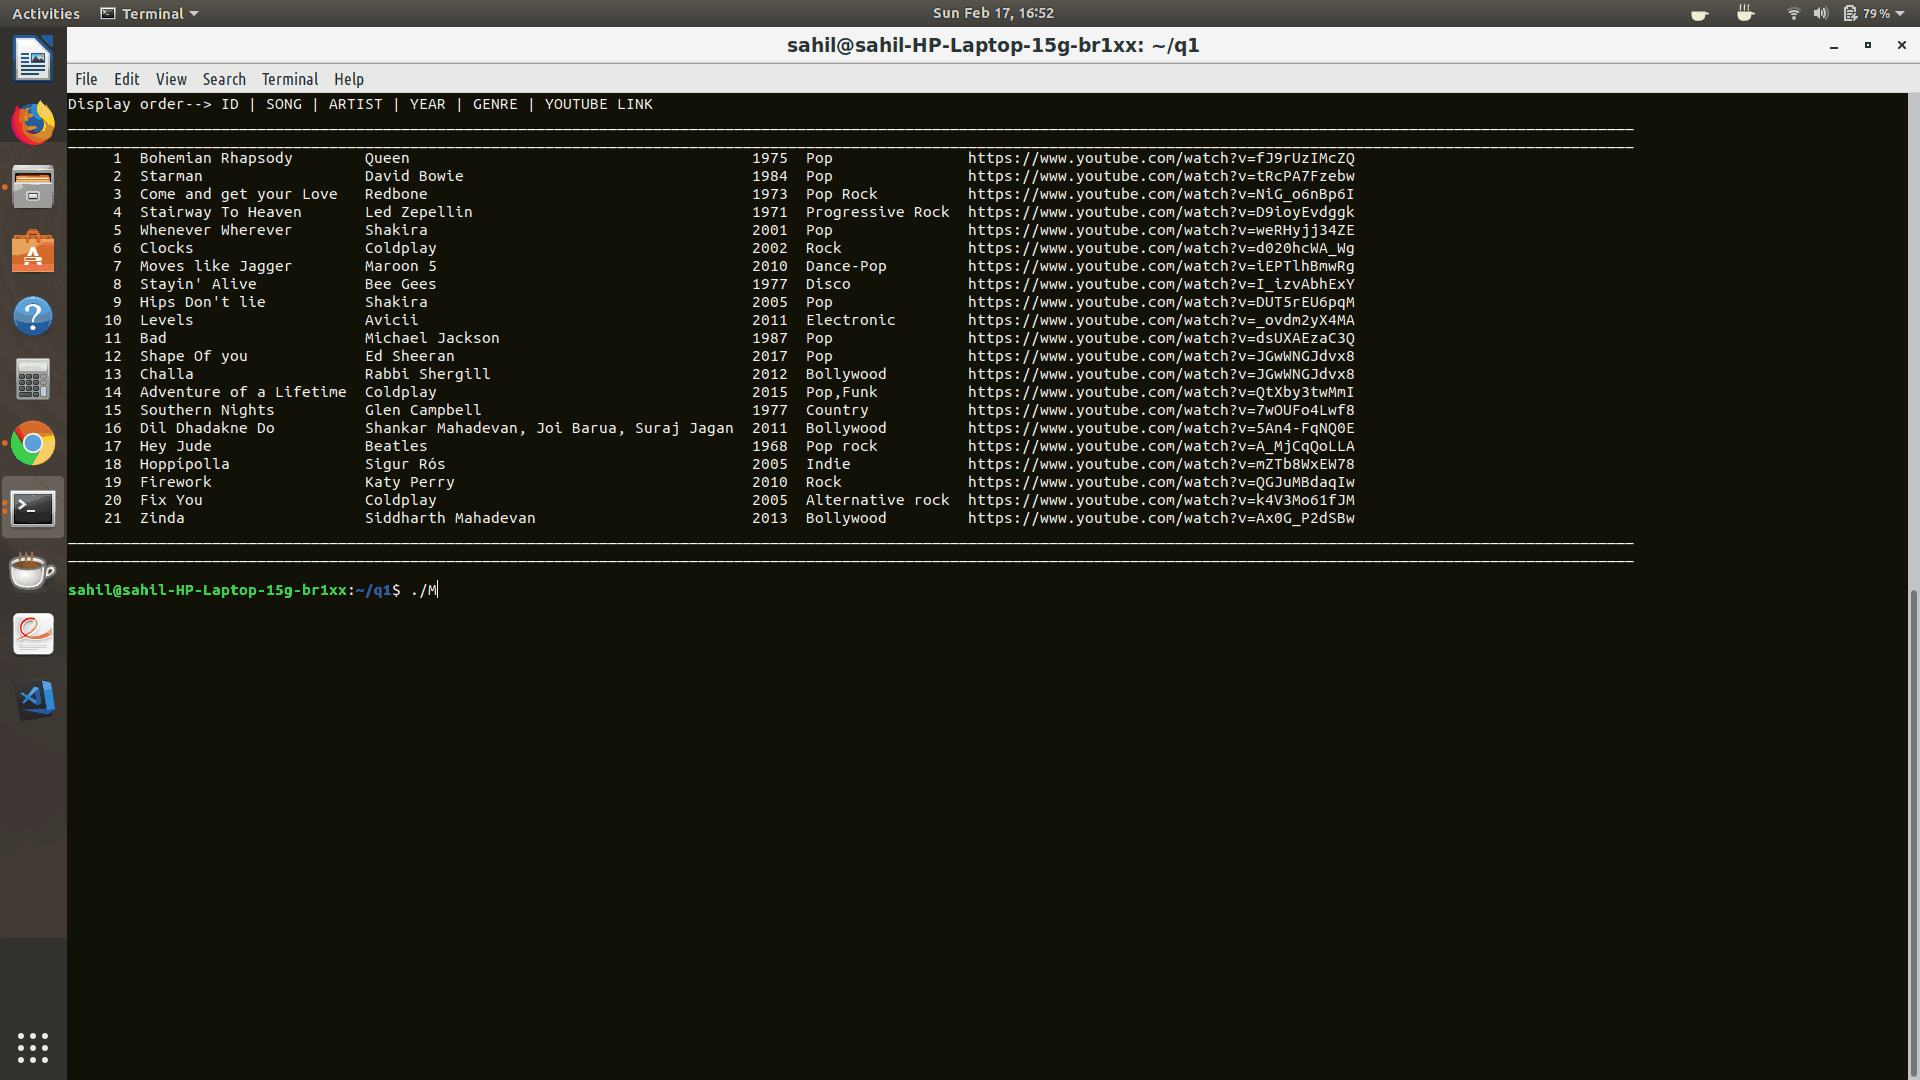 Activities Terminal Sun Feb 17, 16:52 79%
sahil@sahil-HP-Laptop-15g-br1xx: ~/q1
File Edit View Search Terminal Help
Display order--> ID | SONG | ARTIST | YEAR | GENRE | YOUTUBE LINK
1 Bohemian Rhapsody Queen 1975 Pop https://www.youtube.com/watch?v=fJ9rUzIMcZQ
2 Starman David Bowie 1984 Pop https://www.youtube.com/watch?v=tRcPA7Fzebw
3 Come and get your Love Redbone 1973 Pop Rock https://www.youtube.com/watch?v=NiG_o6nBp6I
4 Stairway To Heaven Led Zepellin 1971 Progressive Rock https://www.youtube.com/watch?v=D9ioyEvdggk
5 Whenever Wherever Shakira 2001 Pop https://www.youtube.com/watch?v=weRHyjj34ZE
6 Clocks Coldplay 2002 Rock https://www.youtube.com/watch?v=d020hcWA_Wg
7 Moves like Jagger Maroon 5 2010 Dance-Pop https://www.youtube.com/watch?v=iEPTlhBmwRg
8 Stayin' Alive Bee Gees 1977 Disco https://www.youtube.com/watch?v=I_izvAbhExY
9 Hips Don't lie Shakira 2005 Pop https://www.youtube.com/watch?v=DUT5rEU6pqM
10 Levels Avicii 2011 Electronic https://www.youtube.com/watch?v=_ovdm2yX4MA
11 Bad Michael Jackson 1987 Pop https://www.youtube.com/watch?v=dsUXAEzaC3Q
12 Shape Of you Ed Sheeran 2017 Pop https://www.youtube.com/watch?v=JGwWNGJdvx8
13 Challa Rabbi Shergill 2012 Bollywood https://www.youtube.com/watch?v=JGwWNGJdvx8
14 Adventure of a Lifetime Coldplay 2015 Pop,Funk https://www.youtube.com/watch?v=QtXby3twMmI
15 Southern Nights Glen Campbell 1977 Country https://www.youtube.com/watch?v=7wOUFo4Lwf8
16 Dil Dhadakne Do Shankar Mahadevan, Joi Barua, Suraj Jagan 2011 Bollywood https://www.youtube.com/watch?v=5An4-FqNQ0E
17 Hey Jude Beatles 1968 Pop rock https://www.youtube.com/watch?v=A_MjCqQoLLA
18 Hoppípolla Sigur Rós 2005 Indie https://www.youtube.com/watch?v=mZTb8WxEW78
19 Firework Katy Perry 2010 Rock https://www.youtube.com/watch?v=QGJuMBdaqIw
20 Fix You Coldplay 2005 Alternative rock https://www.youtube.com/watch?v=k4V3Mo61fJM
21 Zinda Siddharth Mahadevan 2013 Bollywood https://www.youtube.com/watch?v=Ax0G_P2dSBw
sahil@sahil-HP-Laptop-15g-br1xx:~/q1$ ./M